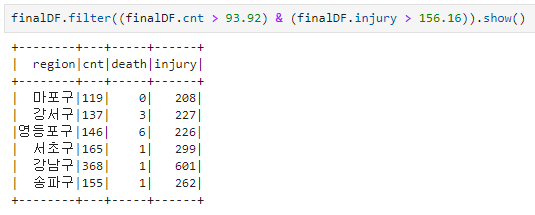 finalDF.filter((finalDF.cnt > 93.92) & (finalDF.injury > 156.16)).show()
+--------+---+-----+------+
|  region|cnt|death|injury|
+--------+---+-----+------+
|  마포구|119|    0|   208|
|  강서구|137|    3|   227|
|영등포구|146|    6|   226|
|  서초구|165|    1|   299|
|  강남구|368|    1|   601|
|  송파구|155|    1|   262|
+--------+---+-----+------+